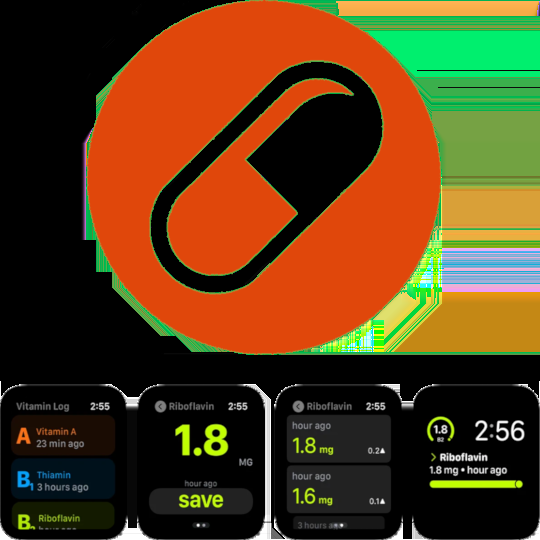 Vitamin Log 2:55
A Vitamin A
23 min ago
B1 Thiamin
3 hours ago
B Riboflavin
hour ago
Riboflavin 2:55
1.8
MG
hour ago
save
Riboflavin 2:55
hour ago
1.8 mg 0.2▲
hour ago
1.6 mg 0.1▲
3 hours ago
1.8
B2
2:56
Riboflavin
1.8 mg • hour ago